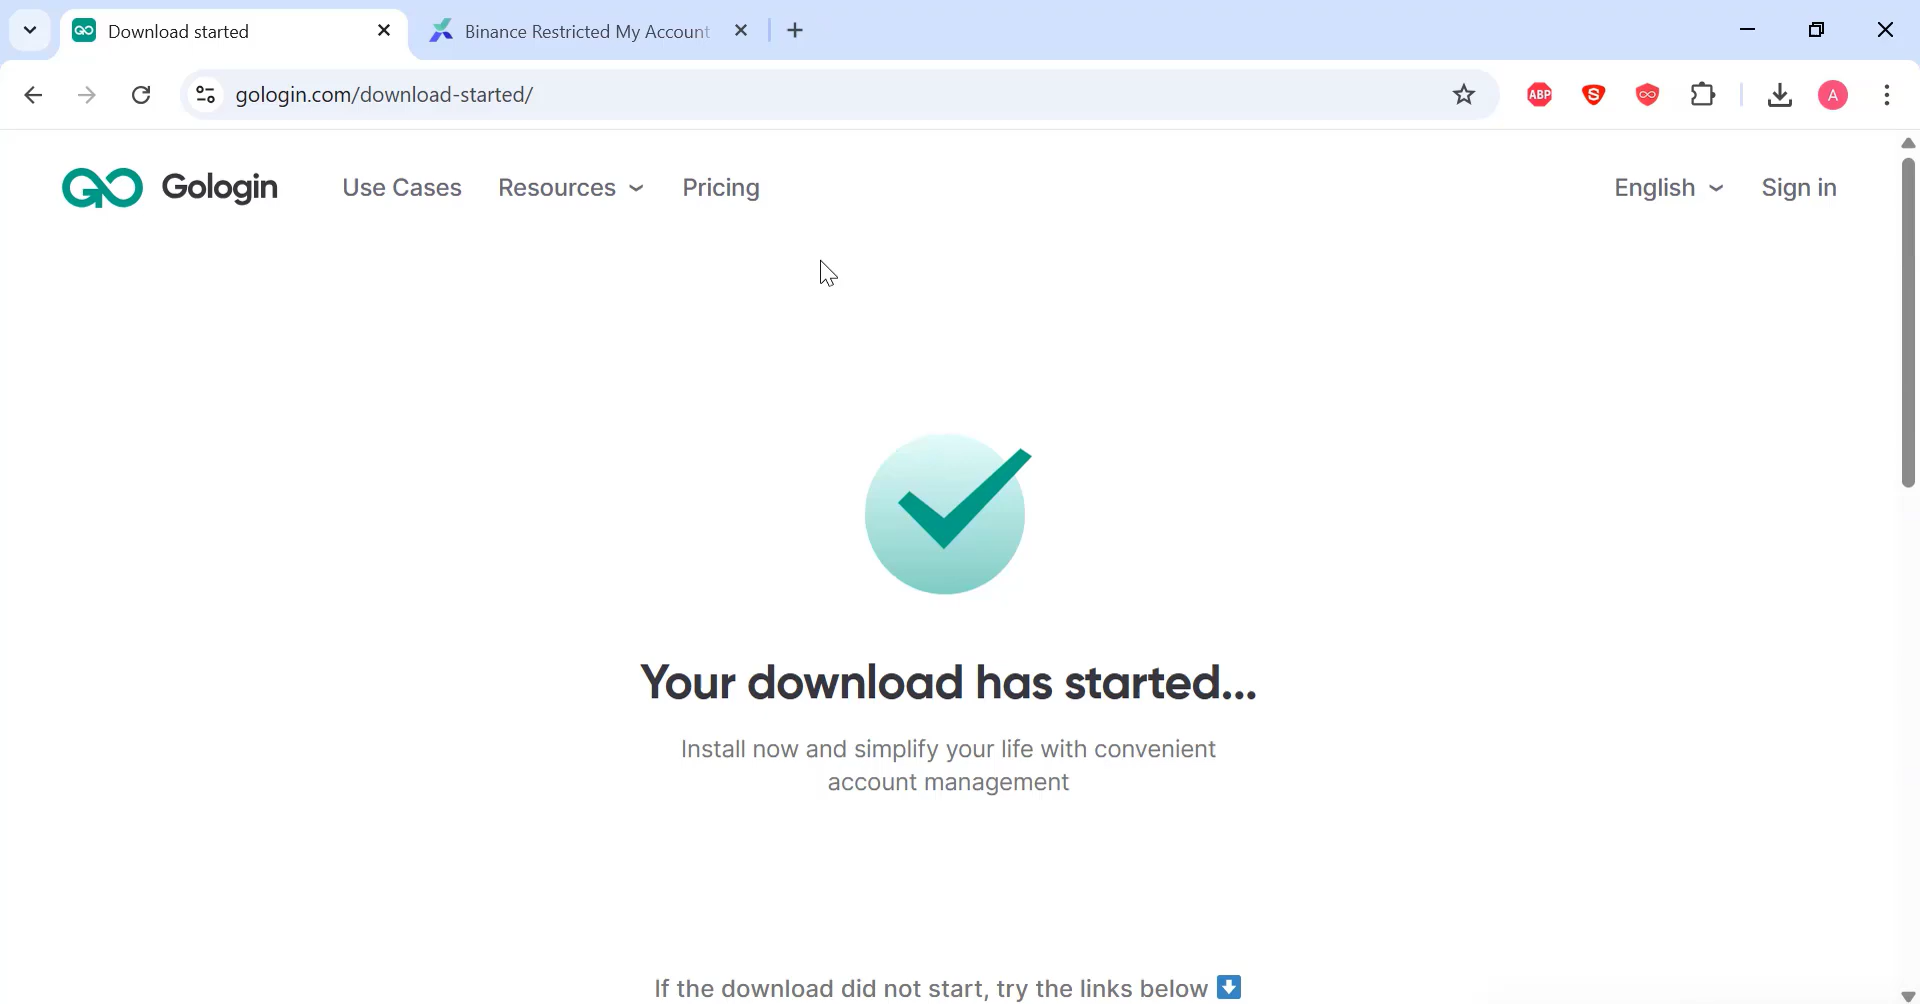 Download started
Binance Restricted My Account
gologin.com/download-started/
ABP
S
A
GO Gologin
Use Cases
Resources
Pricing
English
Sign in
Your download has started...
Install now and simplify your life with convenient
account management
If the download did not start, try the links below